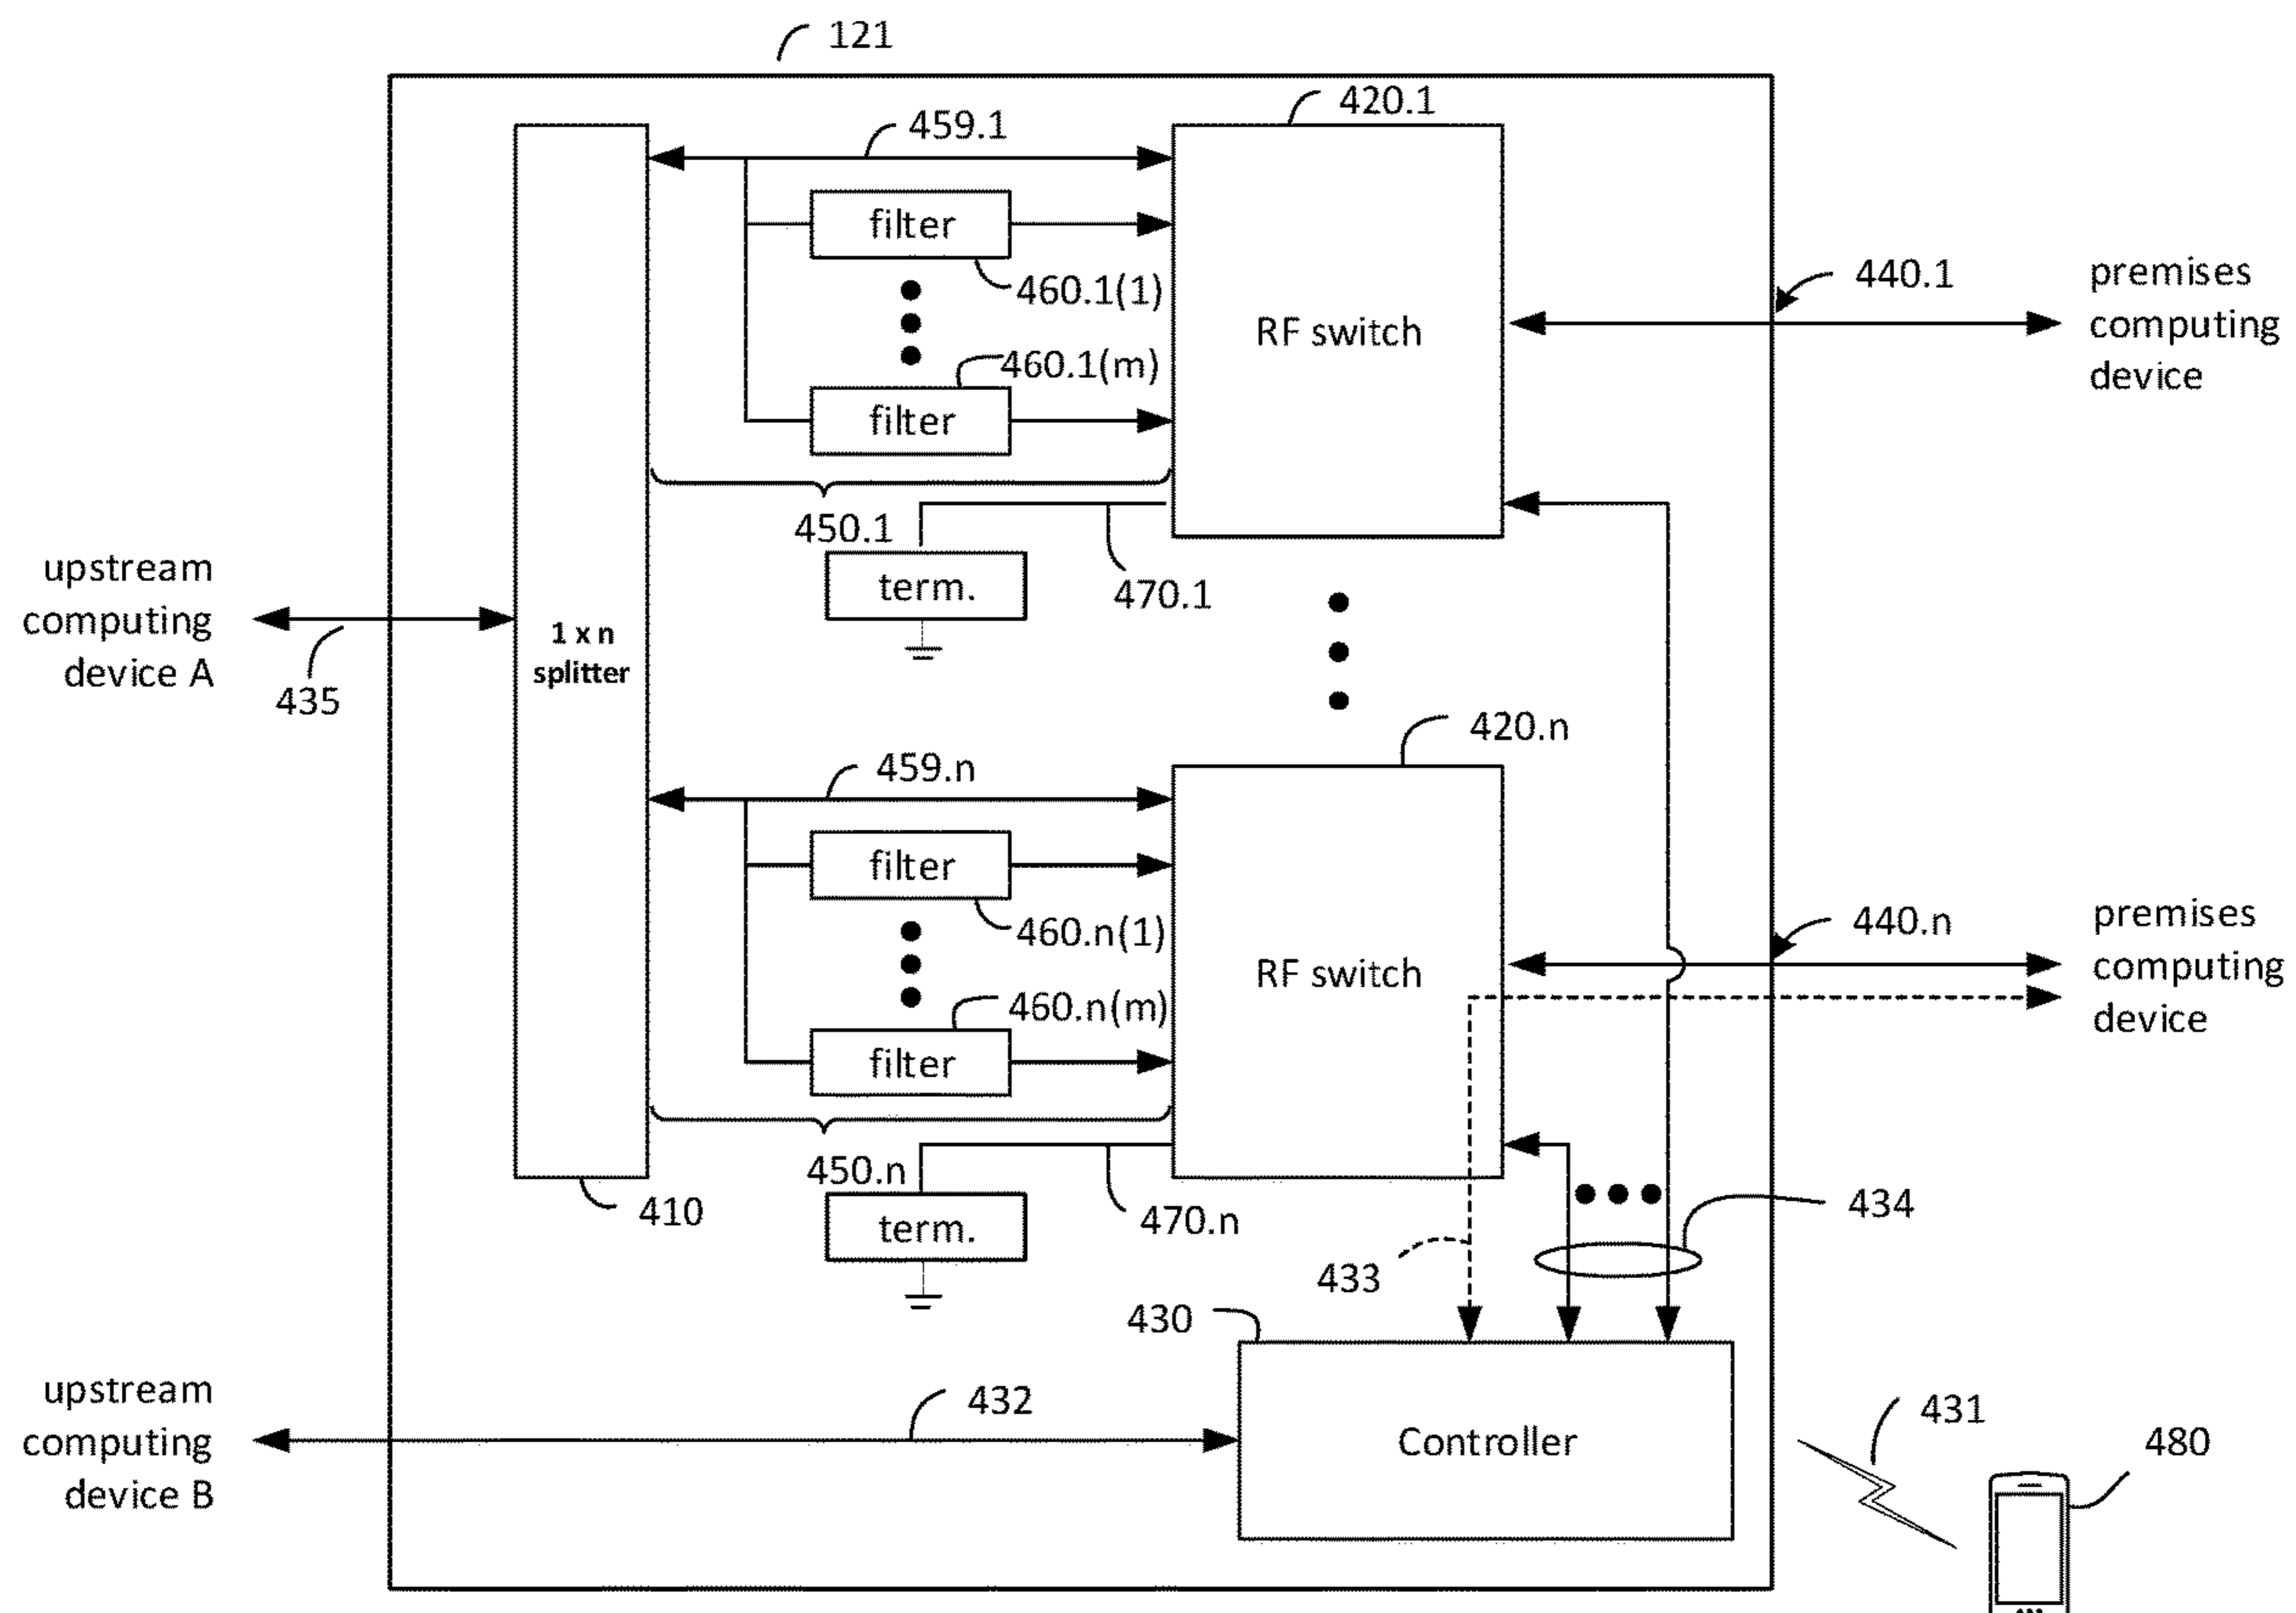 121
420.1
459.1
filter
460.1(1)
460.1(m)
filter
RF switch
440.1
premises
computing
device
450.1
term.
470.1
upstream
computing
device A
435
1 x n
splitter
420.n
459.n
filter
460.n(1)
460.n(m)
filter
RF switch
440.n
premises
computing
device
450.n
term.
470.n
410
433
434
430
upstream
computing
device B
432
Controller
431
480